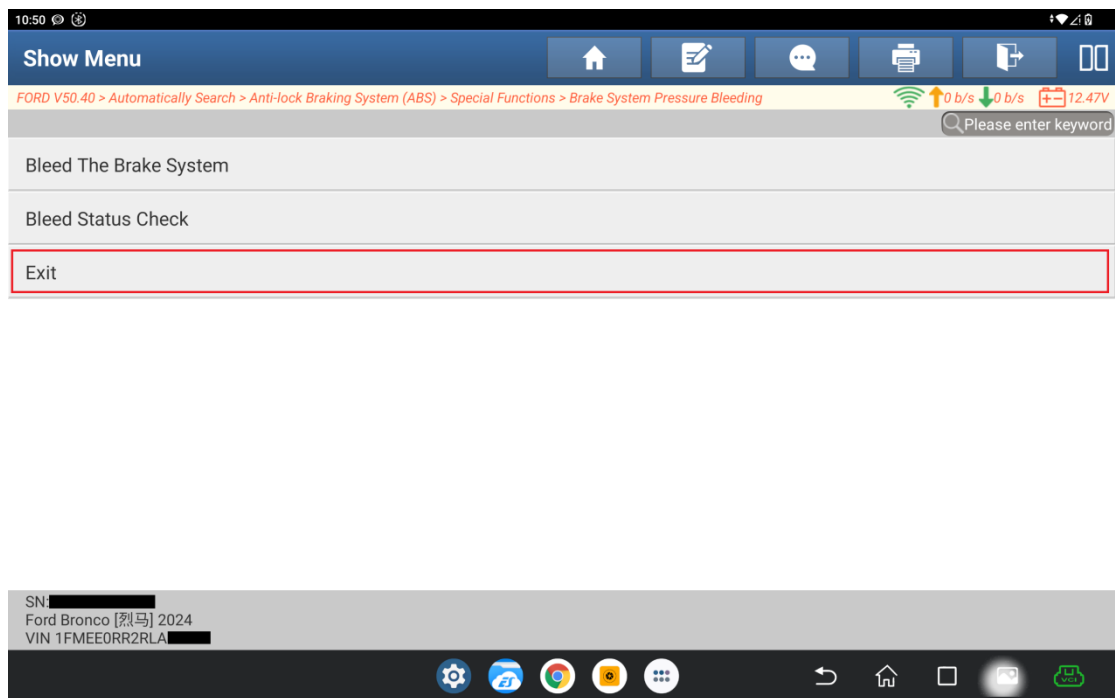 10:50
Show Menu
FORD V50.40 > Automatically Search > Anti-lock Braking System (ABS) > Special Functions > Brake System Pressure Bleeding
0 b/s 0 b/s 12.47V
Please enter keyword
Bleed The Brake System
Bleed Status Check
Exit
SN:
Ford Bronco [烈马] 2024
VIN 1FMEE0RR2RLA
ES
VCI